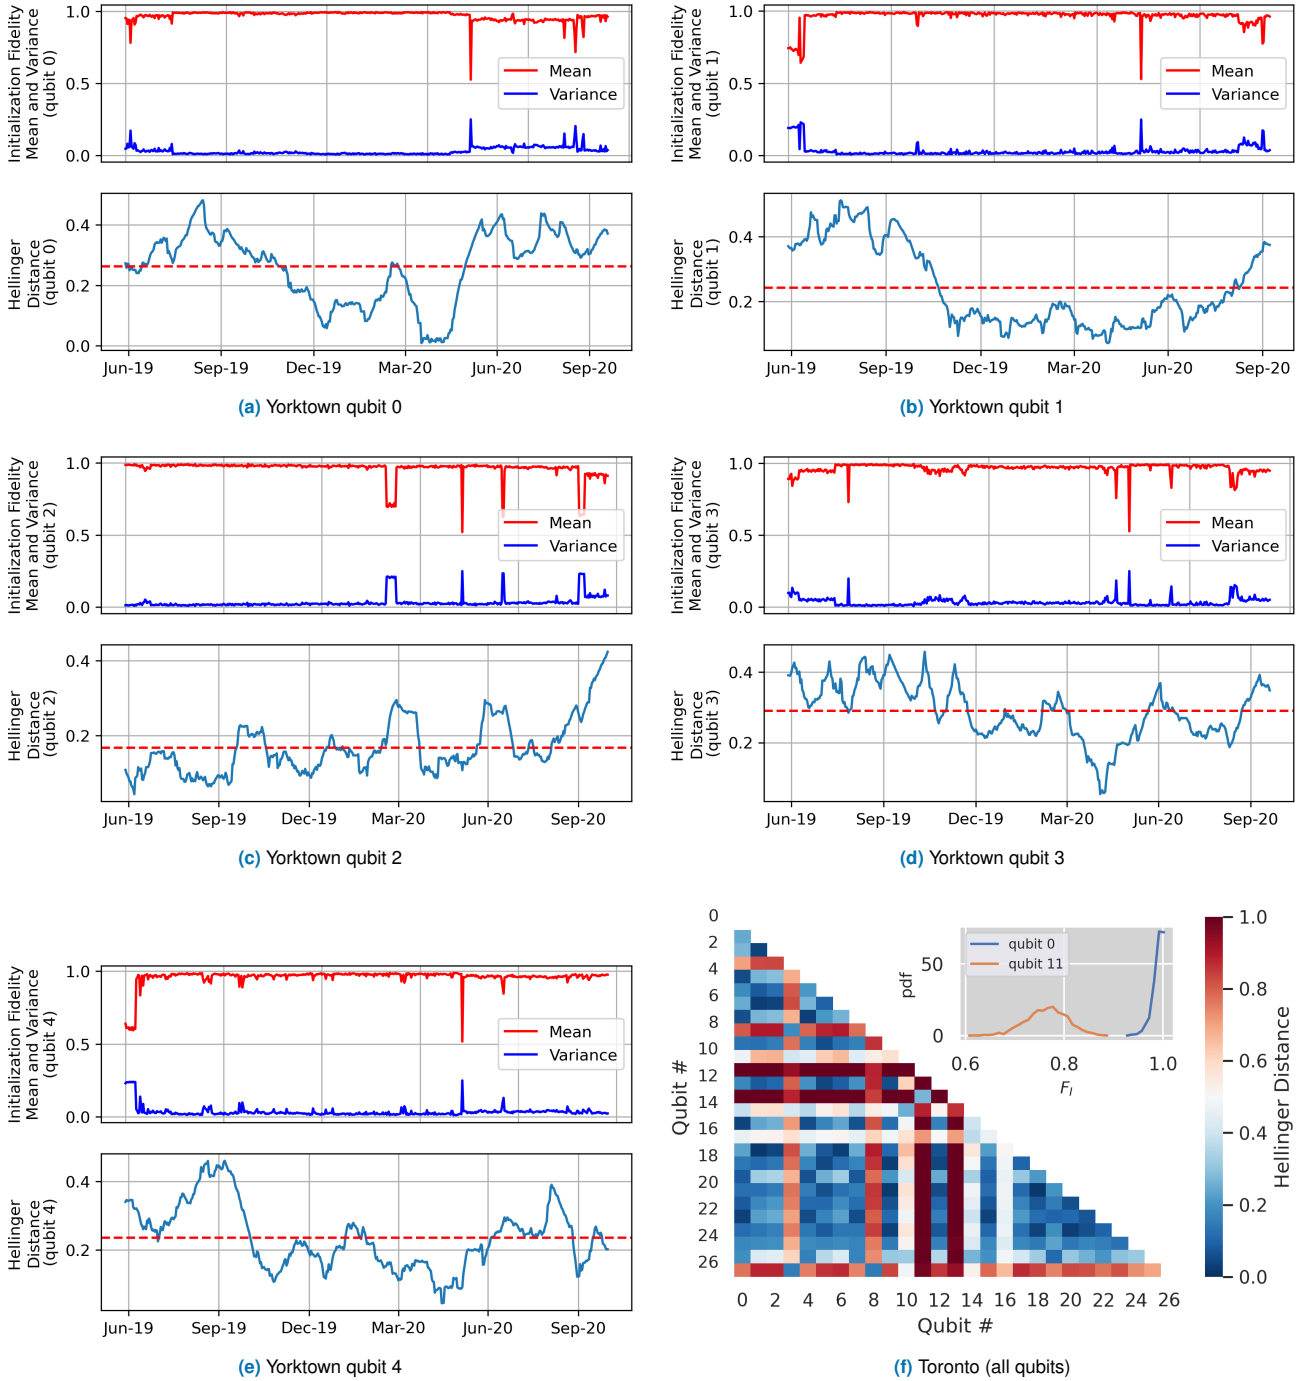 Initialization Fidelity
Mean and Variance
(qubit 0)
1.0
0.5
0.0
Mean
Variance
Hellinger
Distance
(qubit 0)
0.4
0.2
0.0
Jun-19 Sep-19 Dec-19 Mar-20 Jun-20 Sep-20
(a) Yorktown qubit 0
Initialization Fidelity
Mean and Variance
(qubit 1)
1.0
0.5
0.0
Mean
Variance
Hellinger
Distance
(qubit 1)
0.4
0.2
Jun-19 Sep-19 Dec-19 Mar-20 Jun-20 Sep-20
(b) Yorktown qubit 1
Initialization Fidelity
Mean and Variance
(qubit 2)
1.0
0.5
0.0
Mean
Variance
Hellinger
Distance
(qubit 2)
0.4
0.2
Jun-19 Sep-19 Dec-19 Mar-20 Jun-20 Sep-20
(c) Yorktown qubit 2
Initialization Fidelity
Mean and Variance
(qubit 3)
1.0
0.5
0.0
Mean
Variance
Hellinger
Distance
(qubit 3)
0.4
0.2
Jun-19 Sep-19 Dec-19 Mar-20 Jun-20 Sep-20
(d) Yorktown qubit 3
Initialization Fidelity
Mean and Variance
(qubit 4)
1.0
0.5
0.0
Mean
Variance
Hellinger
Distance
(qubit 4)
0.4
0.2
Jun-19 Sep-19 Dec-19 Mar-20 Jun-20 Sep-20
(e) Yorktown qubit 4
Qubit #
0
2
4
6
8
10
12
14
16
18
20
22
24
26
0 2 4 6 8 10 12 14 16 18 20 22 24 26
Qubit #
pdf
50
0
qubit 0
qubit 11
0.6 0.8 1.0
F_I
1.0
0.8
0.6
0.4
0.2
0.0
Hellinger Distance
(f) Toronto (all qubits)